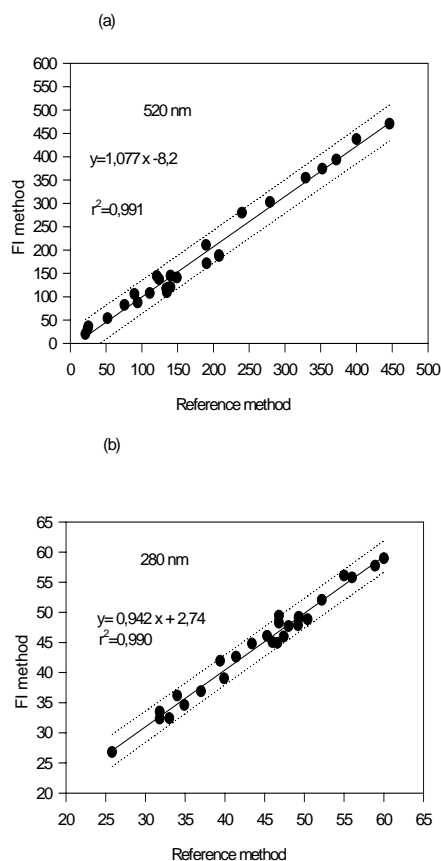 (a)
600
550
500
450
400
350
300
250
200
150
100
50
0
FI method
520 nm
y=1,077 x -8,2
r²=0,991
0 50 100 150 200 250 300 350 400 450 500
Reference method
(b)
65
60
55
50
45
40
35
30
25
20
FI method
280 nm
y= 0,942 x + 2,74
r²=0,990
20 25 30 35 40 45 50 55 60 65
Reference method